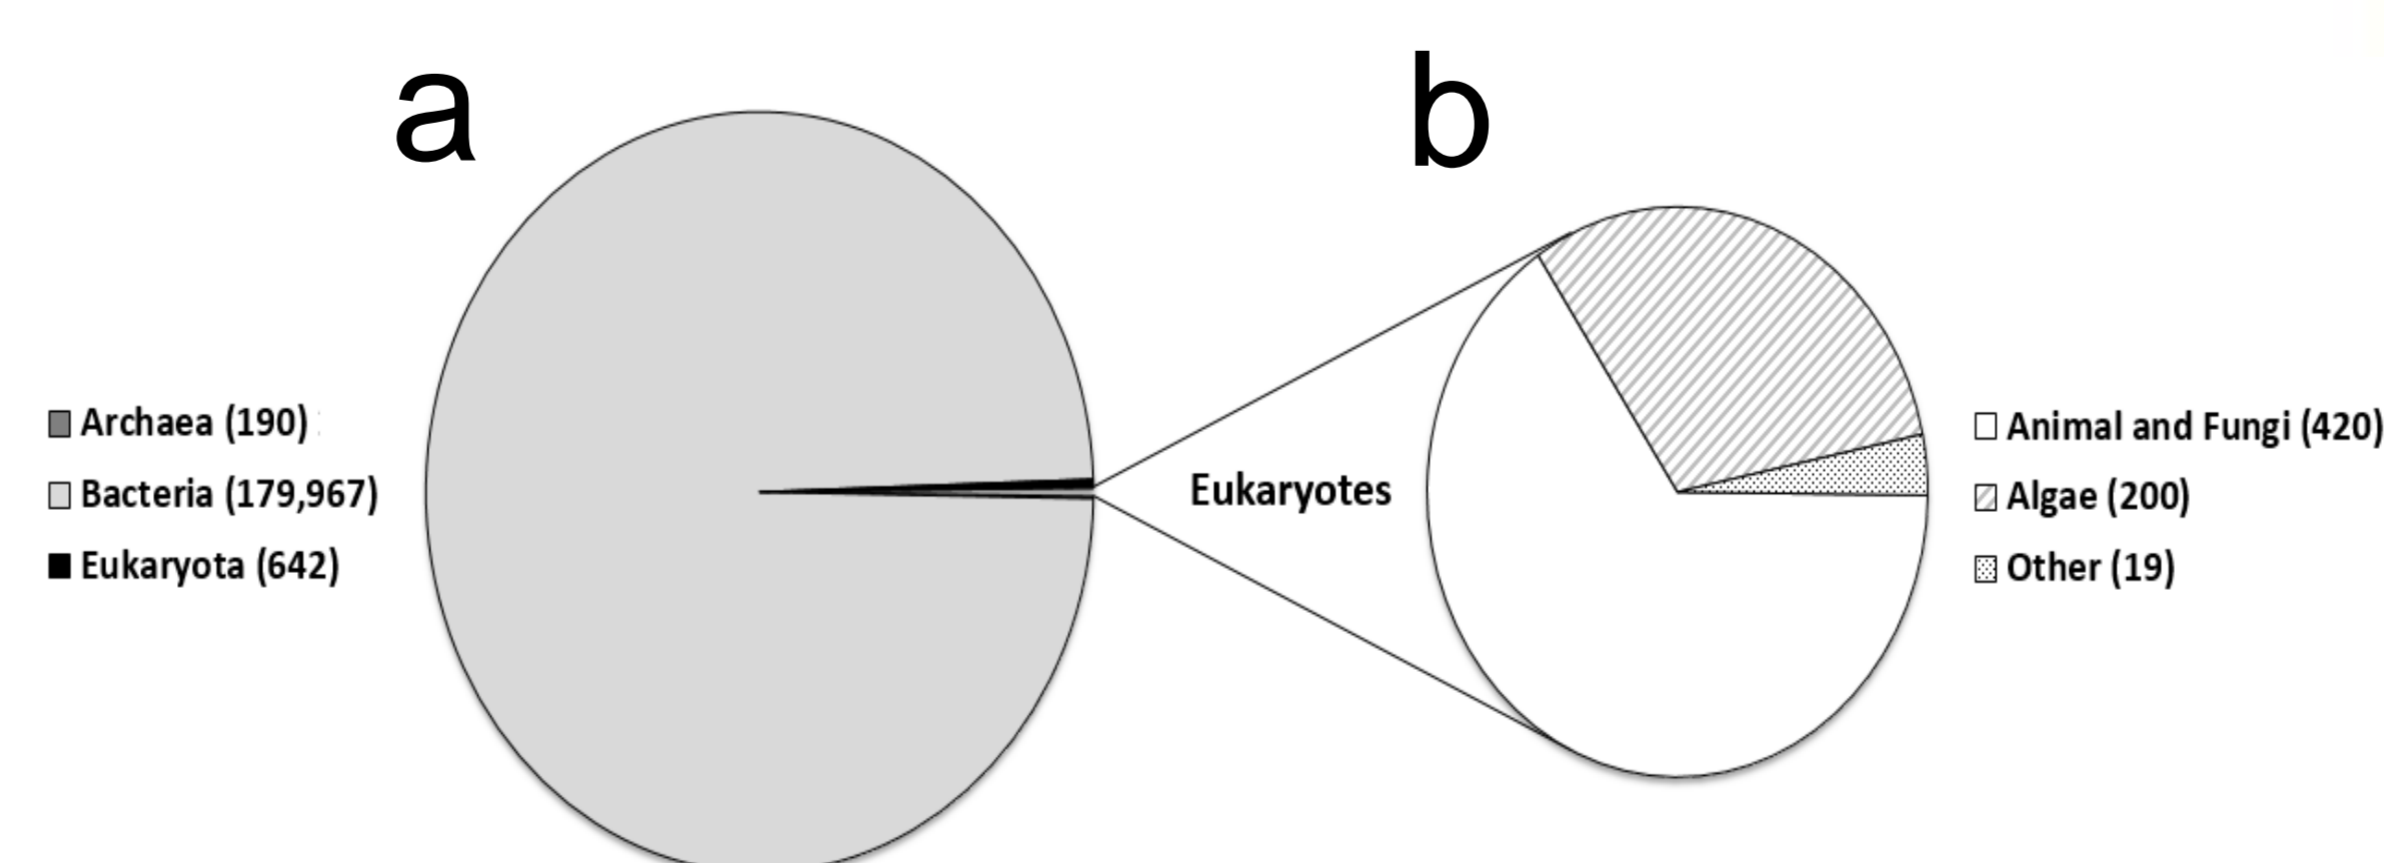 a
b
Archaea (190)
Bacteria (179,967)
Eukaryota (642)
Eukaryotes
Animal and Fungi (420)
Algae (200)
Other (19)